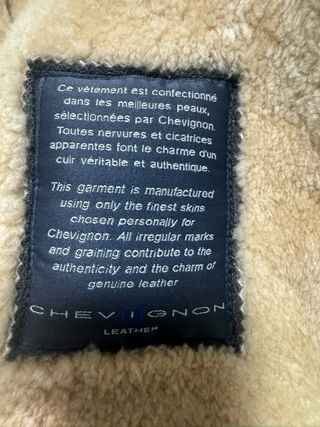 Ce vêtement est confectionné
dans les meilleures peaux,
sélectionnées par Chevignon.
Toutes nervures et cicatrices
apparentes font le charme d'un
cuir véritable et authentique.
This garment is manufactured
using only the finest skins
chosen personally for
Chevignon. All irregular marks
and graining contribute to the
authenticity and the charm of
genuine leather
CHEVIGNON
LEATHER